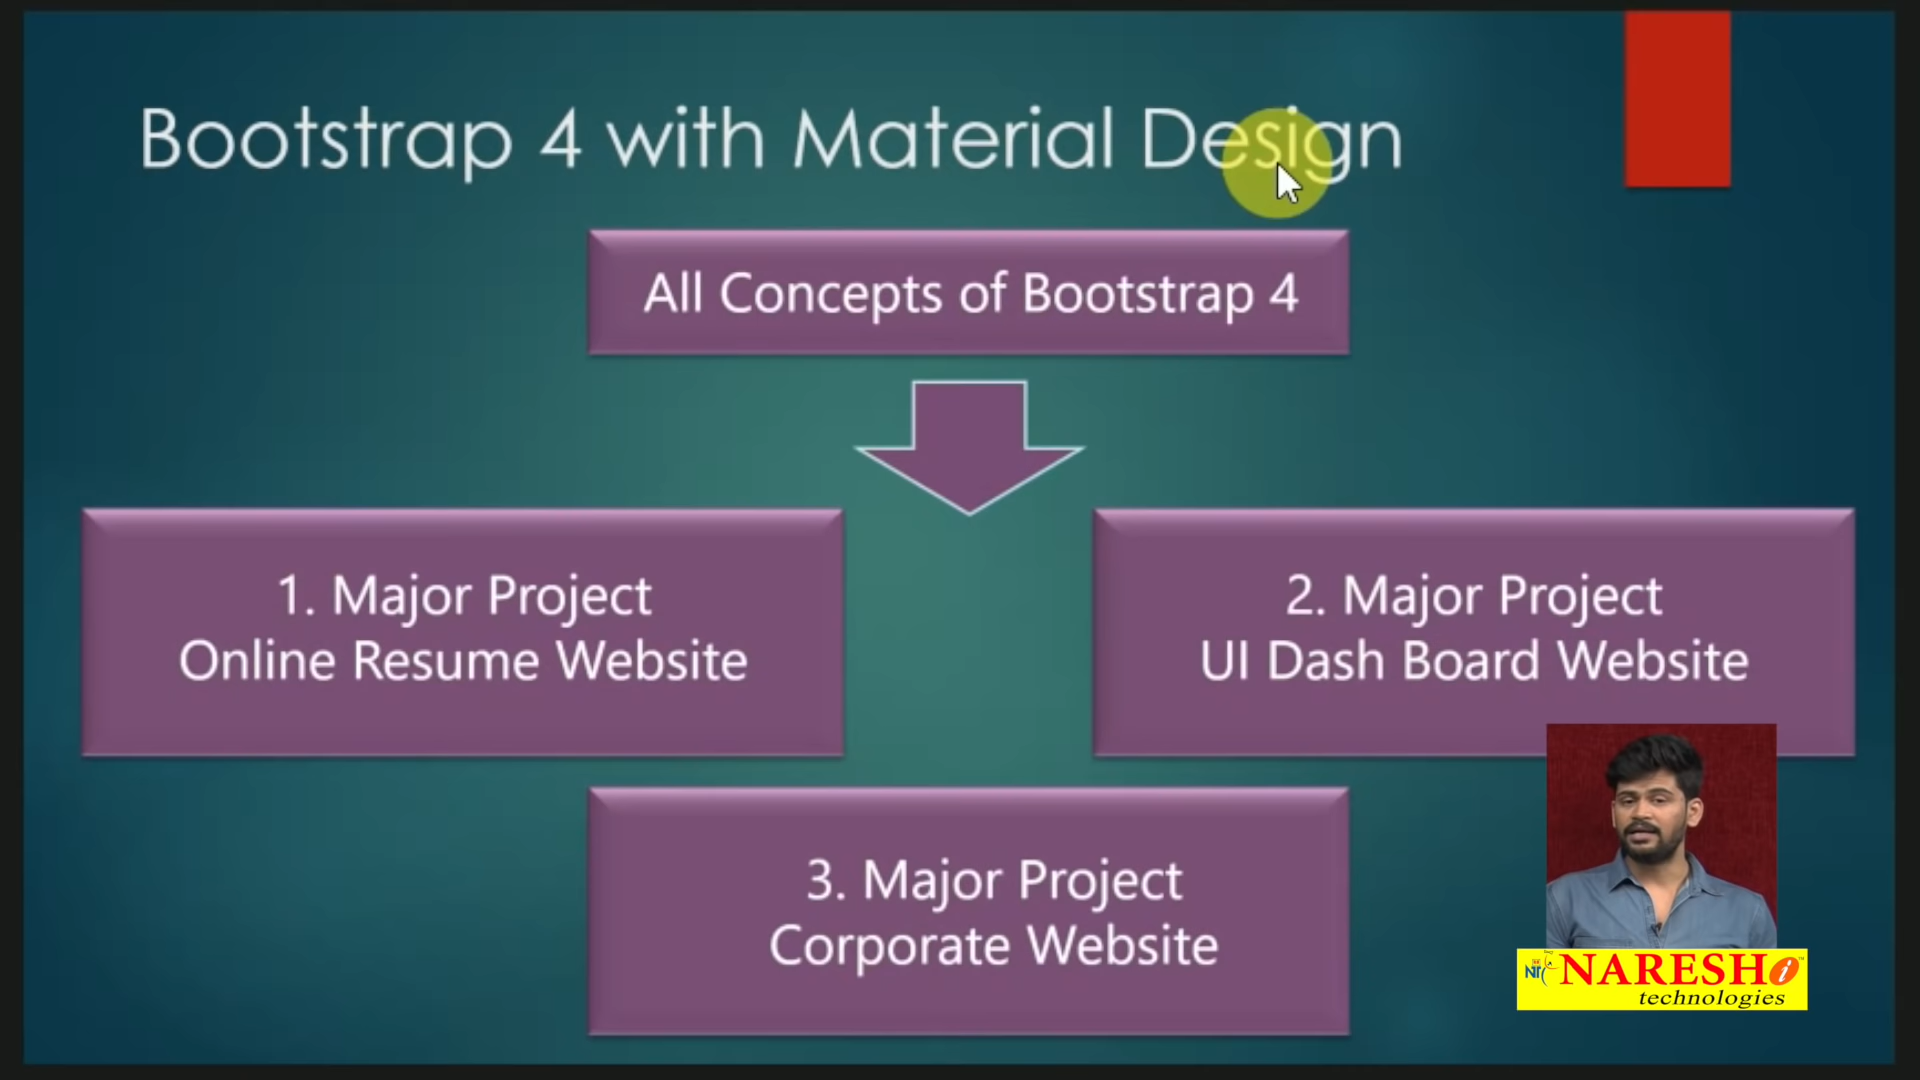 Bootstrap 4 with Material Design
All Concepts of Bootstrap 4
1. Major Project
Online Resume Website
2. Major Project
UI Dash Board Website
3. Major Project
Corporate Website
NARESH i
technologies